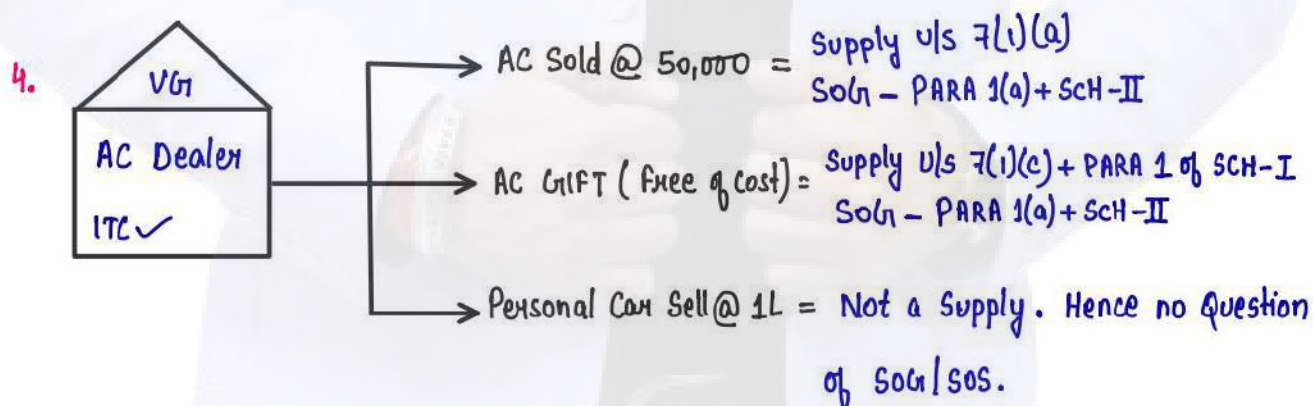 4.
VG
AC Dealer
ITC ✓
AC Sold @ 50,000 = Supply u/s 7(1)(a)
SoG – PARA 1(a) + SCH-II
AC GIFT (Free of cost) = Supply U/s 7(1)(c) + PARA 1 of SCH-I
SoG – PARA 1(a) + SCH-II
Personal Car Sell @ 1L = Not a Supply. Hence no Question
of SOG/SOS.